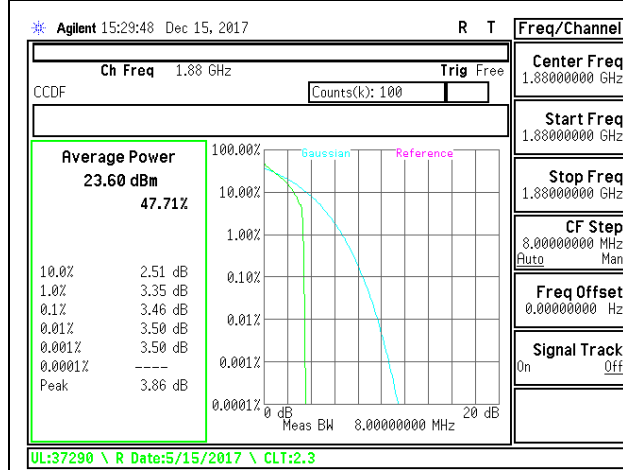 Agilent 15:29:48 Dec 15, 2017 R T
Freq/Channel
Ch Freq 1.88 GHz Trig Free
CCDF Counts(k): 100
Center Freq
1.88000000 GHz
Start Freq
1.88000000 GHz
Stop Freq
1.88000000 GHz
CF Step
8.00000000 MHz
Auto Man
Freq Offset
0.00000000 Hz
Signal Track
On Off
Average Power
23.60 dBm
47.71%
10.0% 2.51 dB
1.0% 3.35 dB
0.1% 3.46 dB
0.01% 3.50 dB
0.001% 3.50 dB
0.0001% ----
Peak 3.86 dB
Gaussian Reference
100.00%
10.00%
1.00%
0.10%
0.01%
0.001%
0.0001%
0 dB 20 dB
Meas BW 8.00000000 MHz
UL:37290 \ R Date:5/15/2017 \ CLT:2.3